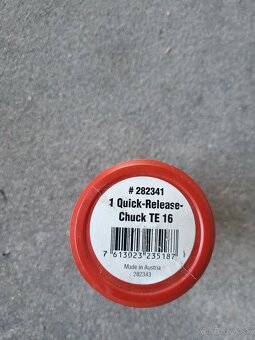 # 282341
1 Quick-Release-
Chuck TE 16
7 613023 235187
Made in Austria
282343